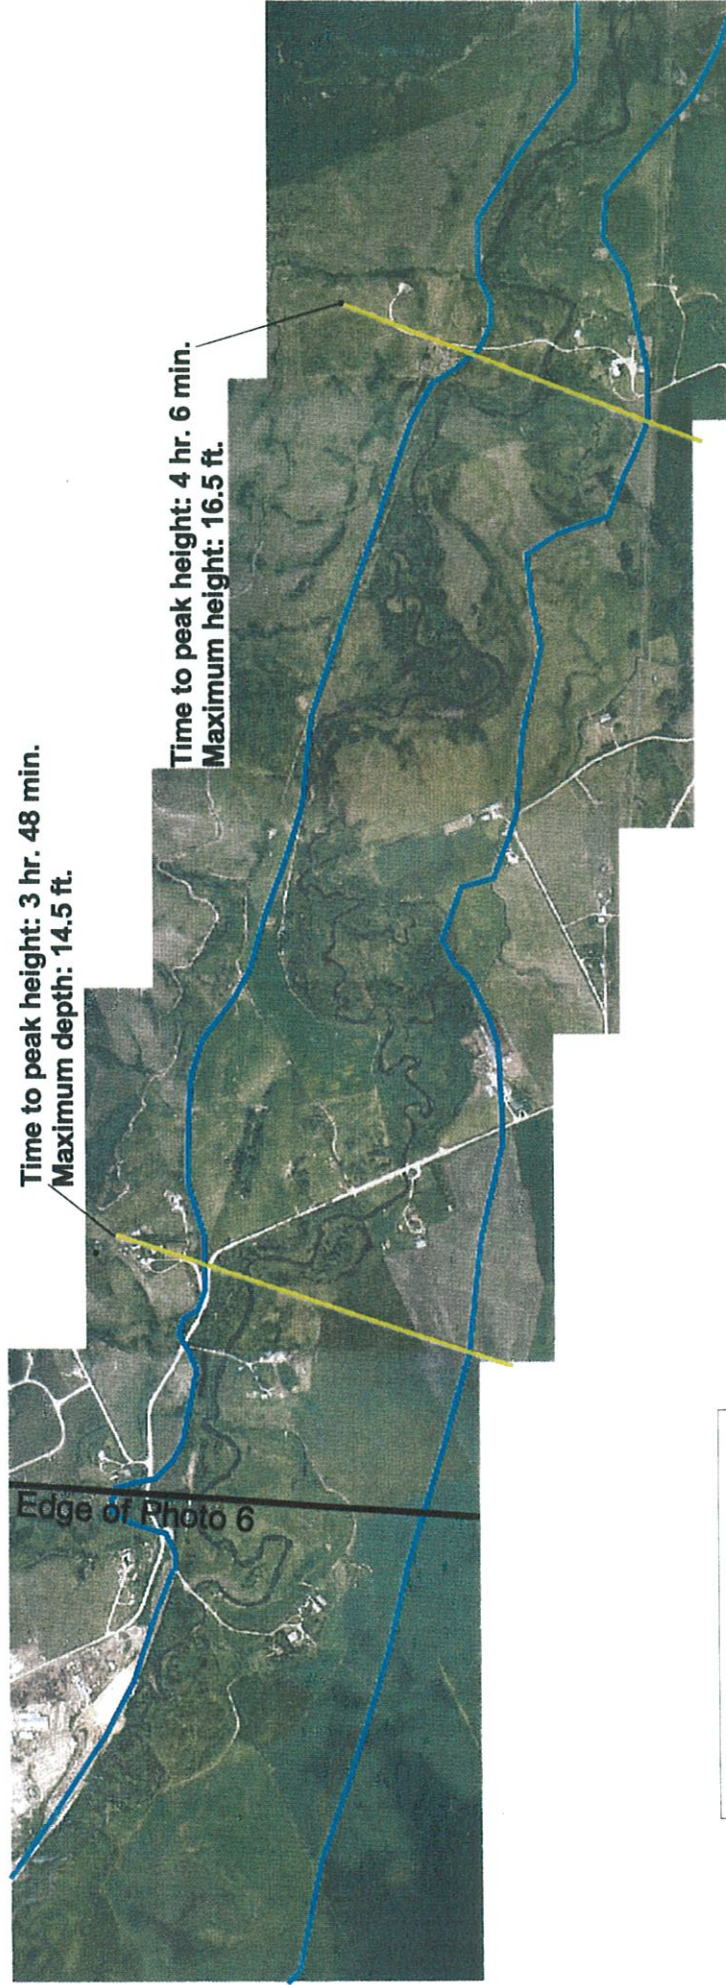 Time to peak height: 3 hr. 48 min.
Maximum depth: 14.5 ft.
Time to peak height: 4 hr. 6 min.
Maximum height: 16.5 ft.
Edge of Photo 6